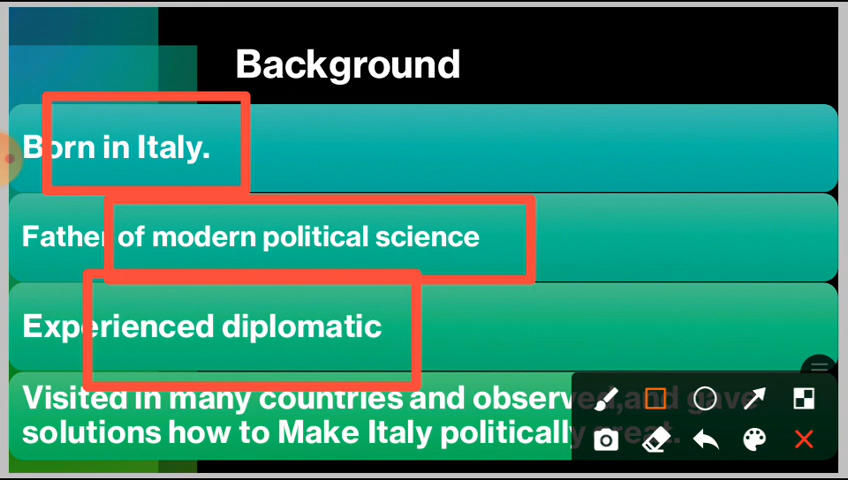 Background
Born in Italy.
Father of modern political science
Experienced diplomatic
Visited in many countries and observed,and gave
solutions how to Make Italy politically great.